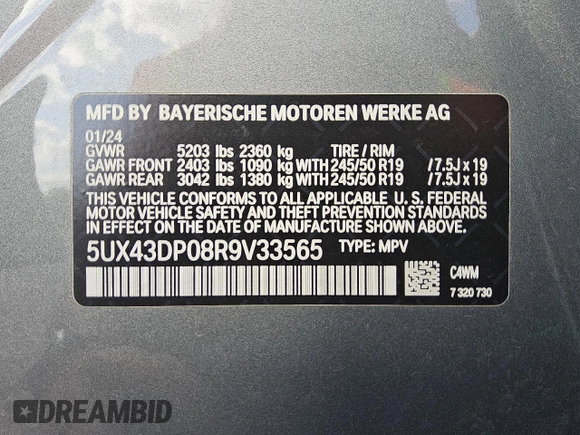 MFD BY BAYERISCHE MOTOREN WERKE AG
01/24
GVWR 5203 lbs 2360 kg TIRE / RIM
GAWR FRONT 2403 lbs 1090 kg WITH 245/50 R19 / 7.5J x 19
GAWR REAR 3042 lbs 1380 kg WITH 245/50 R19 / 7.5J x 19
THIS VEHICLE CONFORMS TO ALL APPLICABLE U. S. FEDERAL
MOTOR VEHICLE SAFETY AND THEFT PREVENTION STANDARDS
IN EFFECT ON THE DATE OF MANUFACTURE SHOWN ABOVE.
5UX43DP08R9V33565 TYPE: MPV
C4WM
7 320 730
DREAMBID